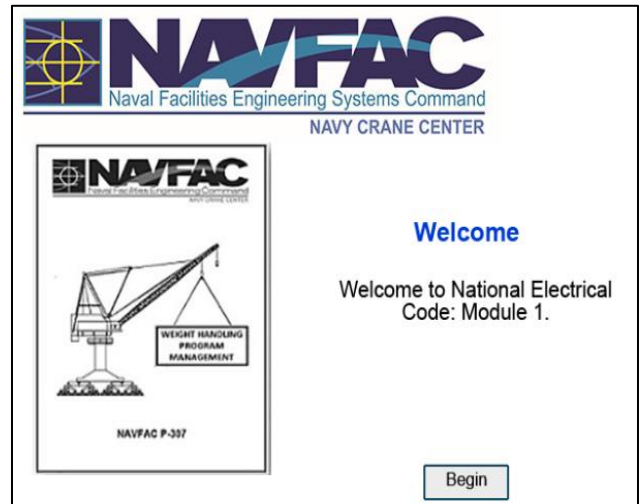 NAVFAC
Naval Facilities Engineering Systems Command
NAVY CRANE CENTER
NAVFAC
Naval Facilities Engineering Command
NAVY CRANE CENTER
WEIGHT HANDLING
PROGRAM
MANAGEMENT
NAVFAC P-307
Welcome
Welcome to National Electrical
Code: Module 1.
Begin